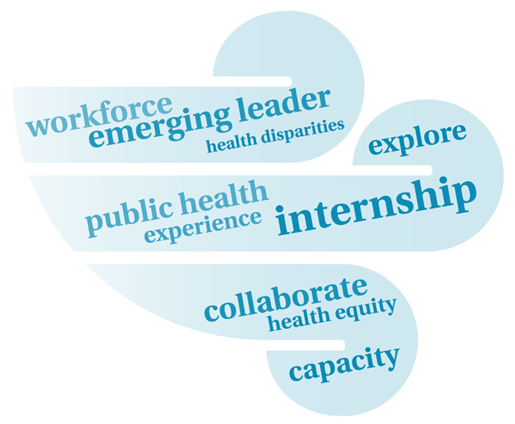 workforce
emerging leader
health disparities
explore
public health
experience
internship
collaborate
health equity
capacity